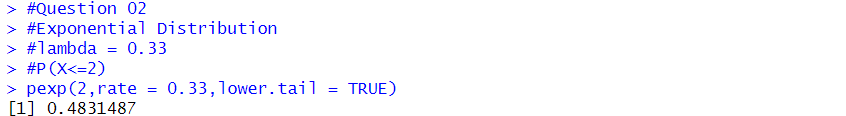 > #Question 02
> #Exponential Distribution
> #lambda = 0.33
> #P(X<=2)
> pexp(2,rate = 0.33,lower.tail = TRUE)
[1] 0.4831487